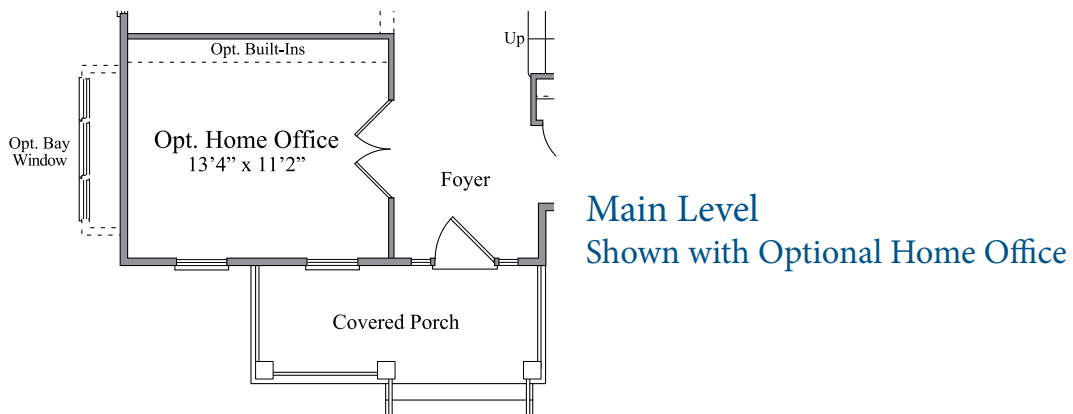 Up
Opt. Built-Ins
Opt. Home Office
13'4” x 11’2”
Opt. Bay
Window
Foyer
Main Level
Shown with Optional Home Office
Covered Porch